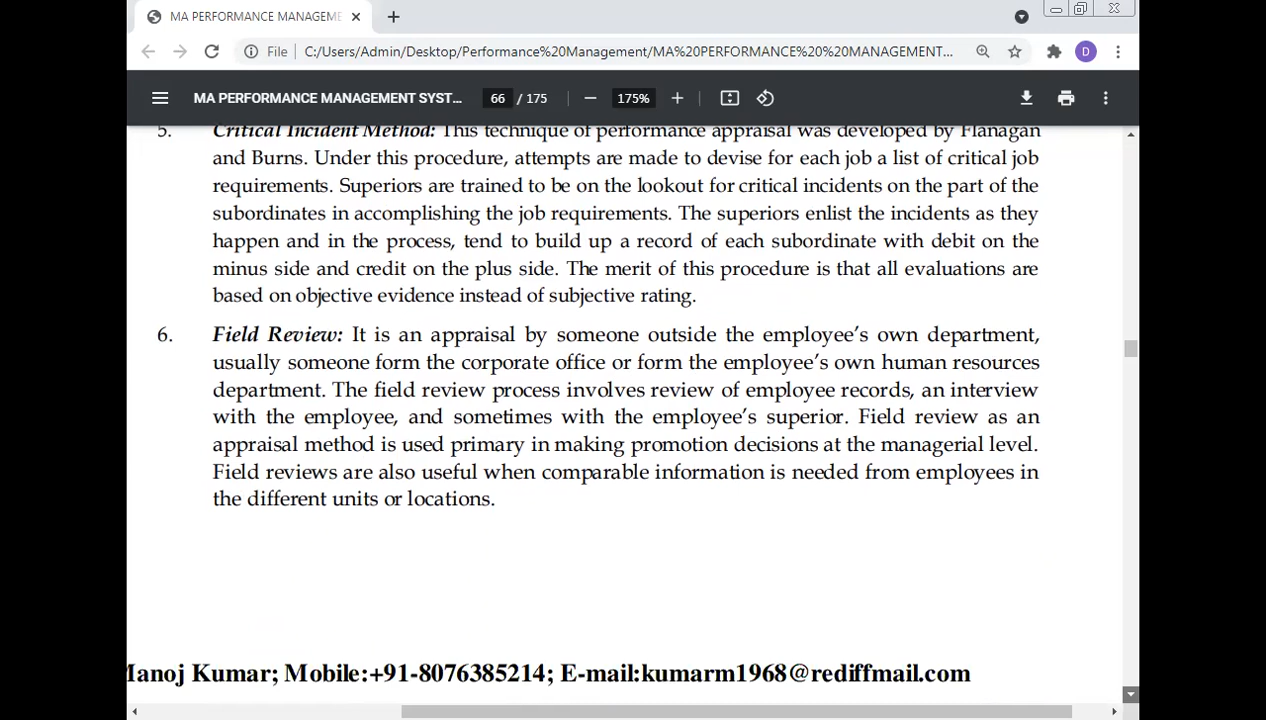 MA PERFORMANCE MANAGEME
File C:/Users/Admin/Desktop/Performance%20Management/MA%20PERFORMANCE%20%20MANAGEMENT... D
MA PERFORMANCE MANAGEMENT SYST... 66 / 175 175%
5. Critical Incident Method: This technique of performance appraisal was developed by Flanagan
and Burns. Under this procedure, attempts are made to devise for each job a list of critical job
requirements. Superiors are trained to be on the lookout for critical incidents on the part of the
subordinates in accomplishing the job requirements. The superiors enlist the incidents as they
happen and in the process, tend to build up a record of each subordinate with debit on the
minus side and credit on the plus side. The merit of this procedure is that all evaluations are
based on objective evidence instead of subjective rating.
6. Field Review: It is an appraisal by someone outside the employee’s own department,
usually someone form the corporate office or form the employee’s own human resources
department. The field review process involves review of employee records, an interview
with the employee, and sometimes with the employee’s superior. Field review as an
appraisal method is used primary in making promotion decisions at the managerial level.
Field reviews are also useful when comparable information is needed from employees in
the different units or locations.
Manoj Kumar; Mobile:+91-8076385214; E-mail:kumarm1968@rediffmail.com